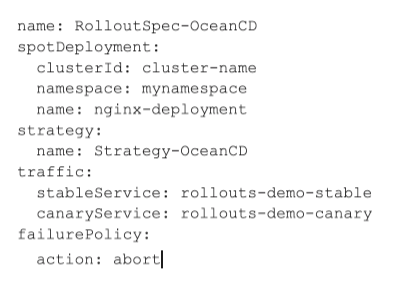 name: RolloutSpec-OceanCD
spotDeployment:
  clusterId: cluster-name
  namespace: mynamespace
  name: nginx-deployment
strategy:
  name: Strategy-OceanCD
traffic:
  stableService: rollouts-demo-stable
  canaryService: rollouts-demo-canary
failurePolicy:
  action: abort